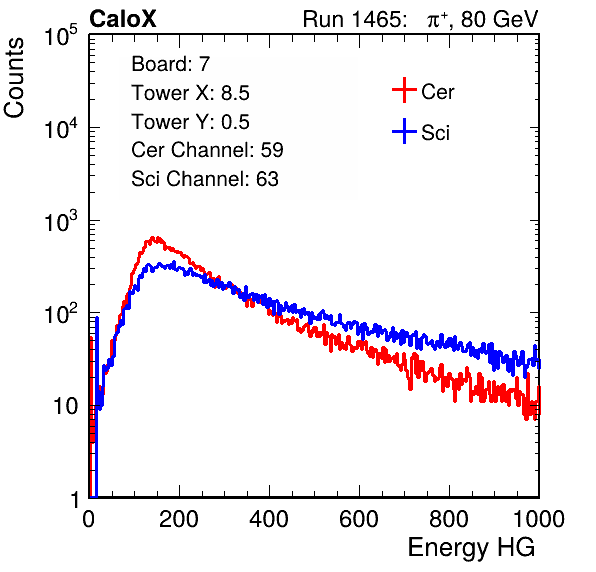 CaloX Run 1465: π⁺, 80 GeV
Counts
10⁵
10⁴
10³
10²
10
1
Board: 7
Tower X: 8.5
Tower Y: 0.5
Cer Channel: 59
Sci Channel: 63
Cer
Sci
0 200 400 600 800 1000
Energy HG